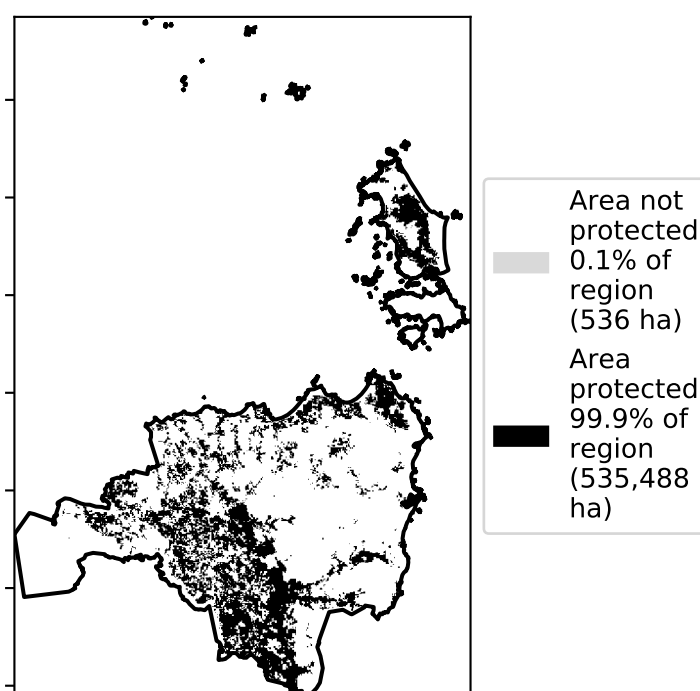 Area not
protected
0.1% of
region
(536 ha)
Area
protected
99.9% of
region
(535,488
ha)